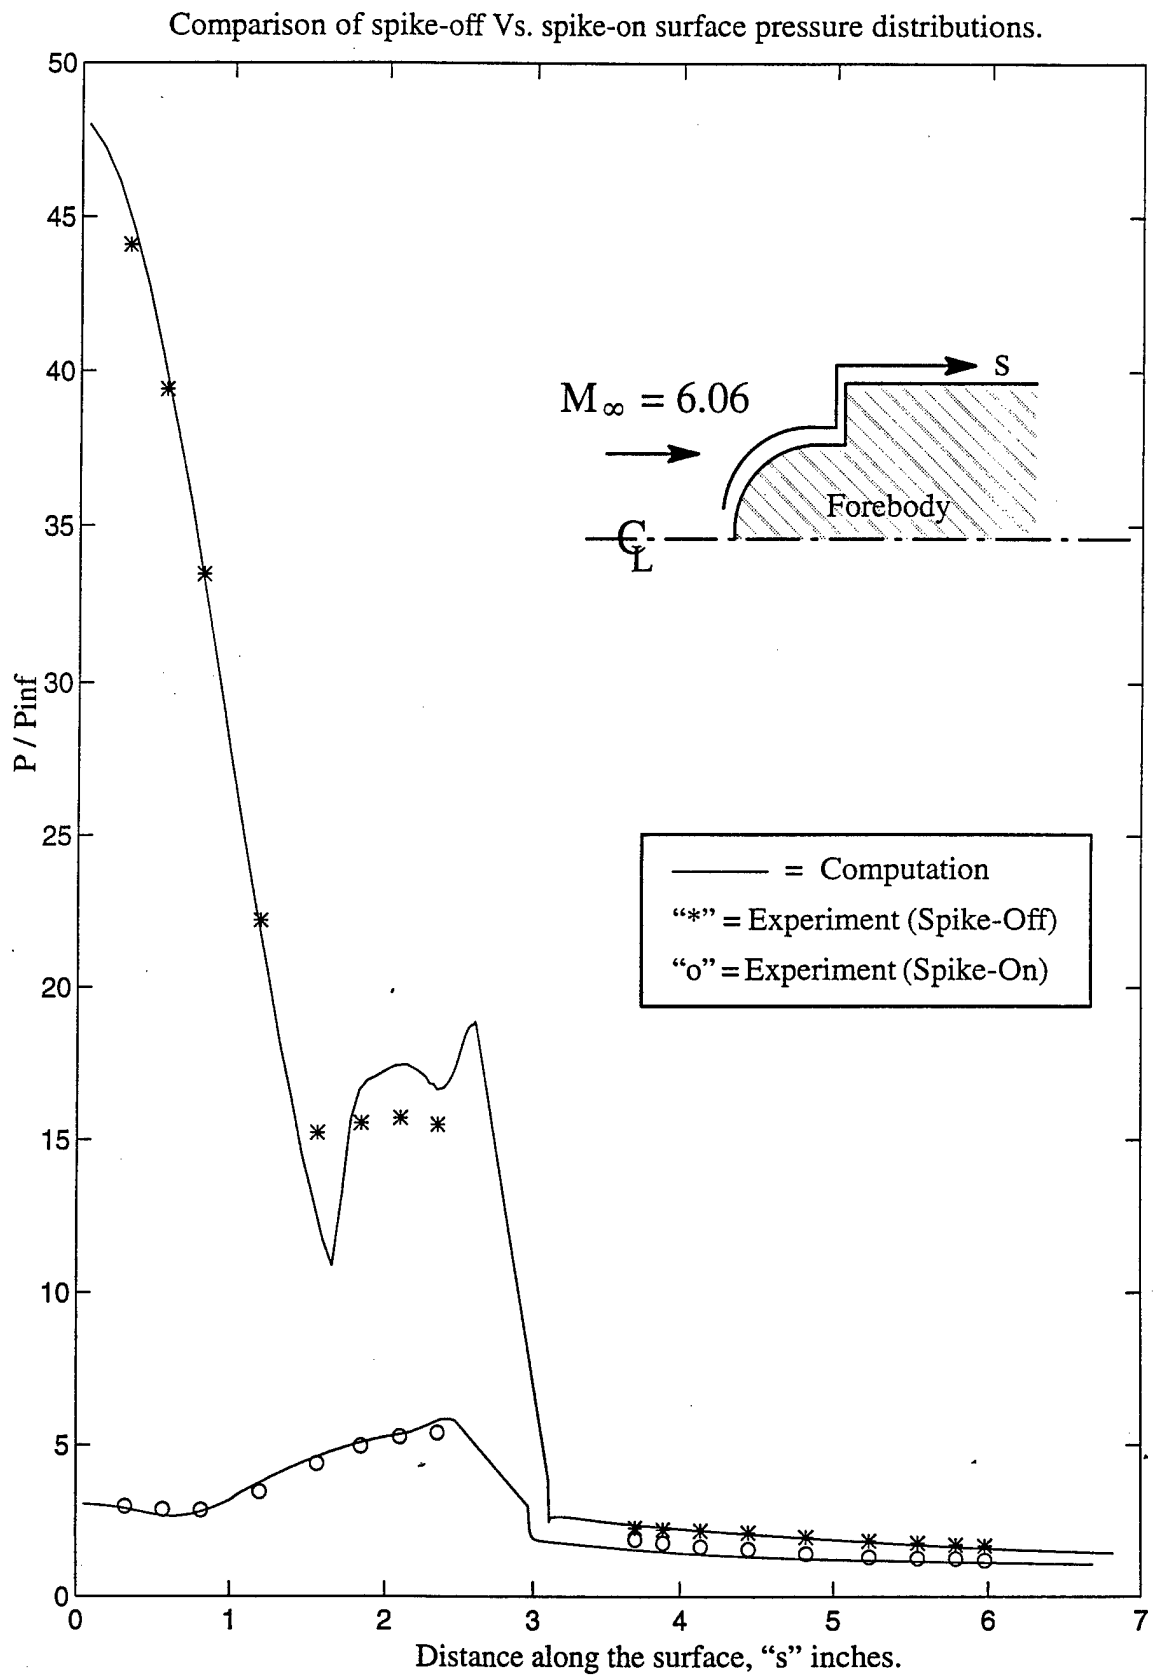 Comparison of spike-off Vs. spike-on surface pressure distributions.
50
45
40
35
30
25
20
15
10
5
0
P / Pinf
s
M∞ = 6.06
Forebody
CL
——— = Computation
“*” = Experiment (Spike-Off)
“o” = Experiment (Spike-On)
0 1 2 3 4 5 6 7
Distance along the surface, “s” inches.